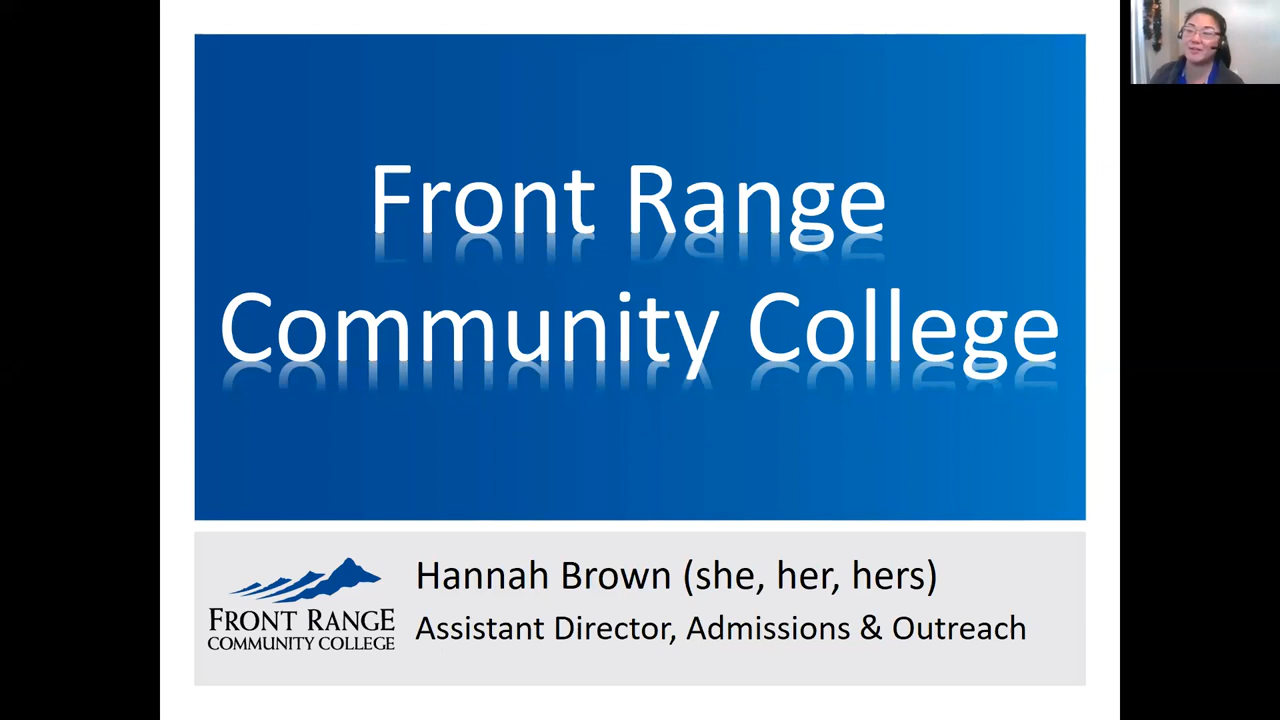 Front Range
Community College
Hannah Brown (she, her, hers)
FRONT RANGE
COMMUNITY COLLEGE
Assistant Director, Admissions & Outreach